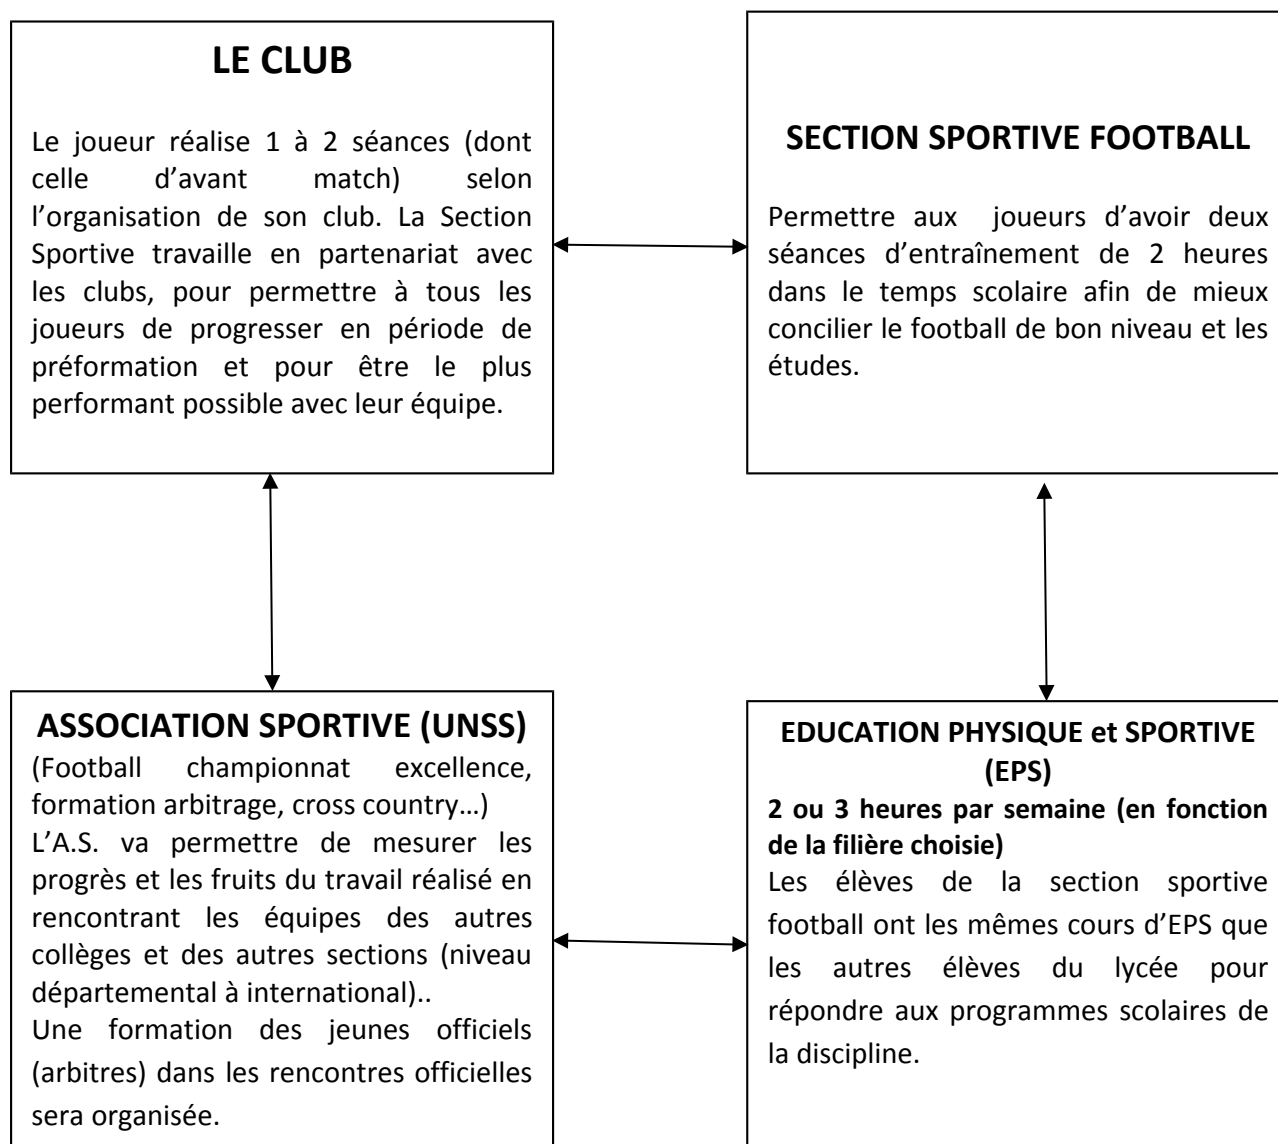 LE CLUB
Le joueur réalise 1 à 2 séances (dont
celle d’avant match) selon
l’organisation de son club. La Section
Sportive travaille en partenariat avec
les clubs, pour permettre à tous les
joueurs de progresser en période de
préformation et pour être le plus
performant possible avec leur équipe.
SECTION SPORTIVE FOOTBALL
Permettre aux joueurs d’avoir deux
séances d’entraînement de 2 heures
dans le temps scolaire afin de mieux
concilier le football de bon niveau et les
études.
ASSOCIATION SPORTIVE (UNSS)
(Football championnat excellence,
formation arbitrage, cross country…)
L’A.S. va permettre de mesurer les
progrès et les fruits du travail réalisé en
rencontrant les équipes des autres
collèges et des autres sections (niveau
départemental à international)..
Une formation des jeunes officiels
(arbitres) dans les rencontres officielles
sera organisée.
EDUCATION PHYSIQUE et SPORTIVE
(EPS)
2 ou 3 heures par semaine (en fonction
de la filière choisie)
Les élèves de la section sportive
football ont les mêmes cours d’EPS que
les autres élèves du lycée pour
répondre aux programmes scolaires de
la discipline.